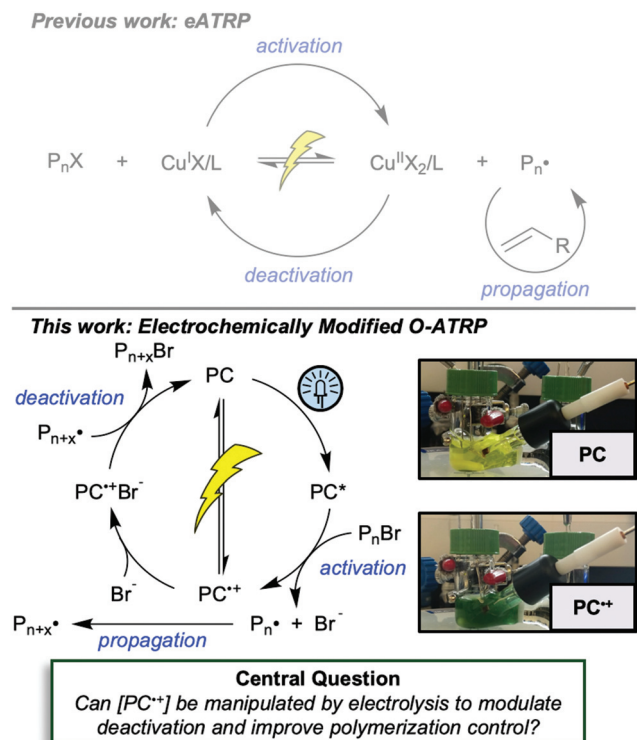 Previous work: eATRP
activation
PₙX + CuᴵX/L CuᴵᴵX₂/L + Pₙ•
R
deactivation
propagation
This work: Electrochemically Modified O-ATRP
Pₙ₊ₓBr
PC
deactivation
Pₙ₊ₓ•
PC
PC•⁺Br⁻
PC*
PₙBr
activation
Br⁻
PC•⁺
PC•⁺
Pₙ₊ₓ•
Pₙ• + Br⁻
propagation
Central Question
Can [PC•⁺] be manipulated by electrolysis to modulate
deactivation and improve polymerization control?